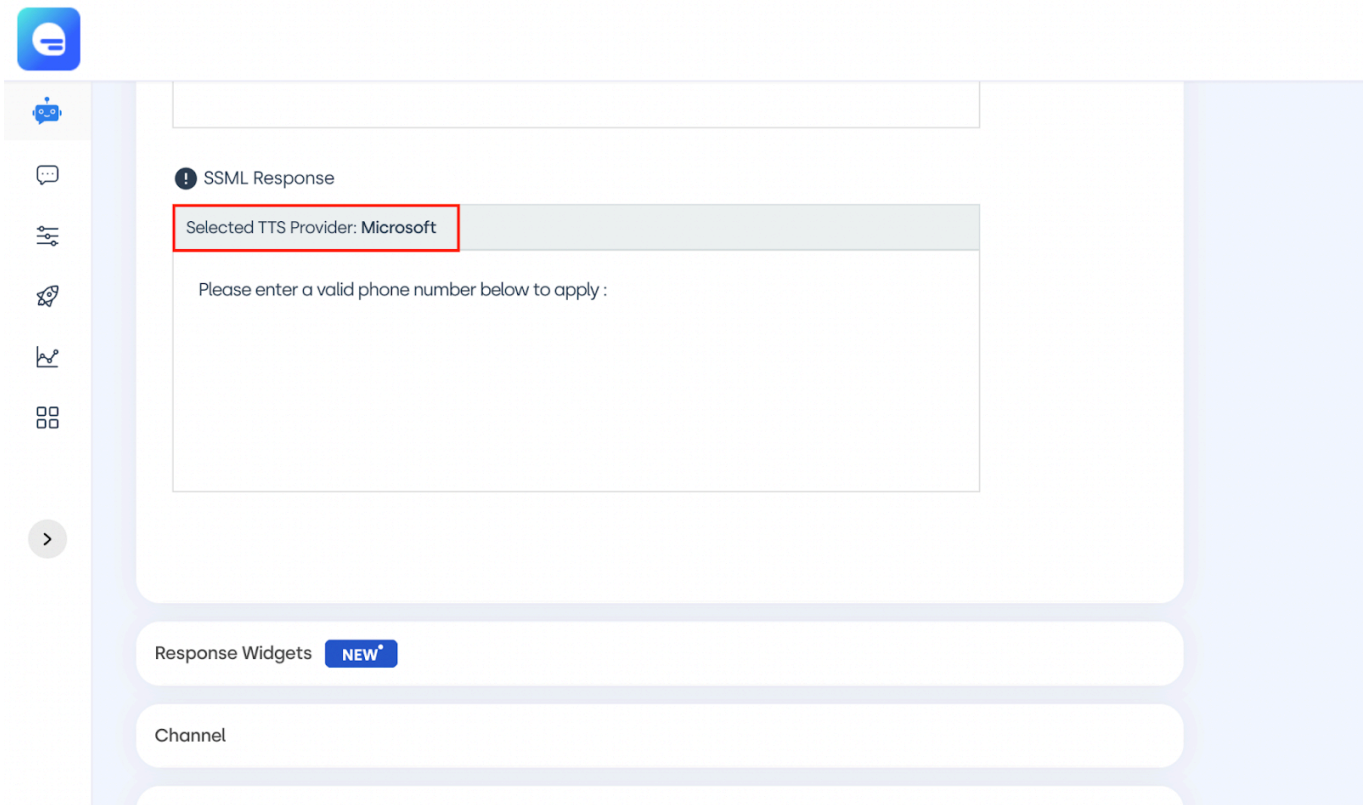 SSML Response
Selected TTS Provider: Microsoft
Please enter a valid phone number below to apply :
Response Widgets NEW
Channel